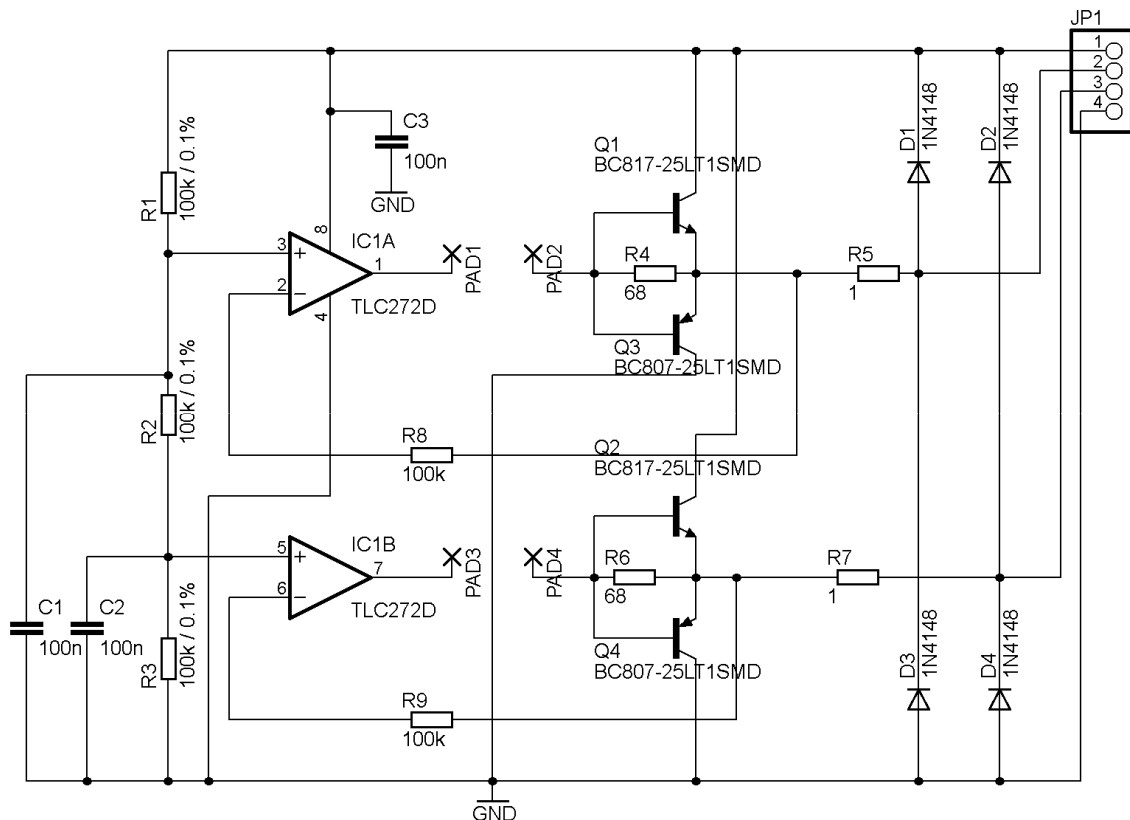 JP1
1
2
3
4
R1
100k / 0.1%
C3
100n
GND
Q1
BC817-25LT1SMD
D1
1N4148
D2
1N4148
3
2
8
4
1
IC1A
TLC272D
PAD1
PAD2
R4
68
R5
1
Q3
BC807-25LT1SMD
R2
100k / 0.1%
R8
100k
Q2
BC817-25LT1SMD
5
6
7
IC1B
TLC272D
PAD3
PAD4
R6
68
R7
1
C1
100n
C2
100n
R3
100k / 0.1%
Q4
BC807-25LT1SMD
D3
1N4148
D4
1N4148
R9
100k
GND